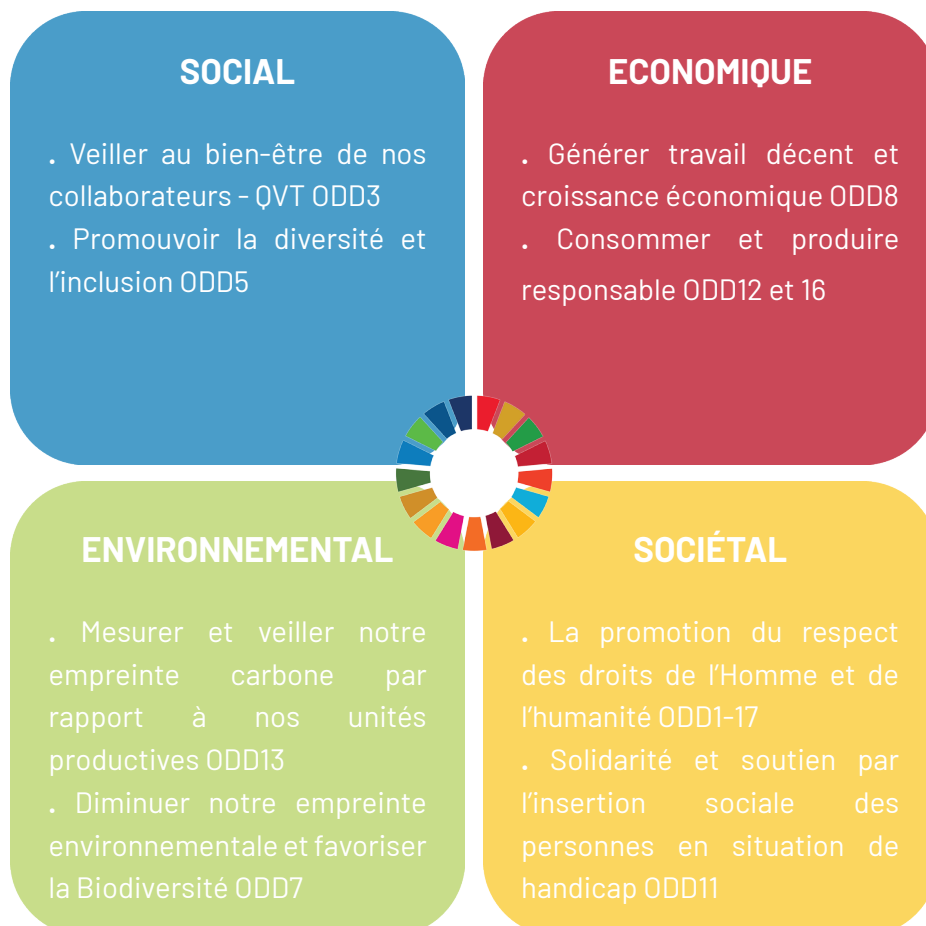 SOCIAL
. Veiller au bien-être de nos
collaborateurs - QVT ODD3
. Promouvoir la diversité et
l'inclusion ODD5
ECONOMIQUE
. Générer travail décent et
croissance économique ODD8
. Consommer et produire
responsable ODD12 et 16
ENVIRONNEMENTAL
. Mesurer et veiller notre
empreinte carbone par
rapport à nos unités
productives ODD13
. Diminuer notre empreinte
environnementale et favoriser
la Biodiversité ODD7
SOCIÉTAL
. La promotion du respect
des droits de l'Homme et de
l'humanité ODD1-17
. Solidarité et soutien par
l'insertion sociale des
personnes en situation de
handicap ODD11